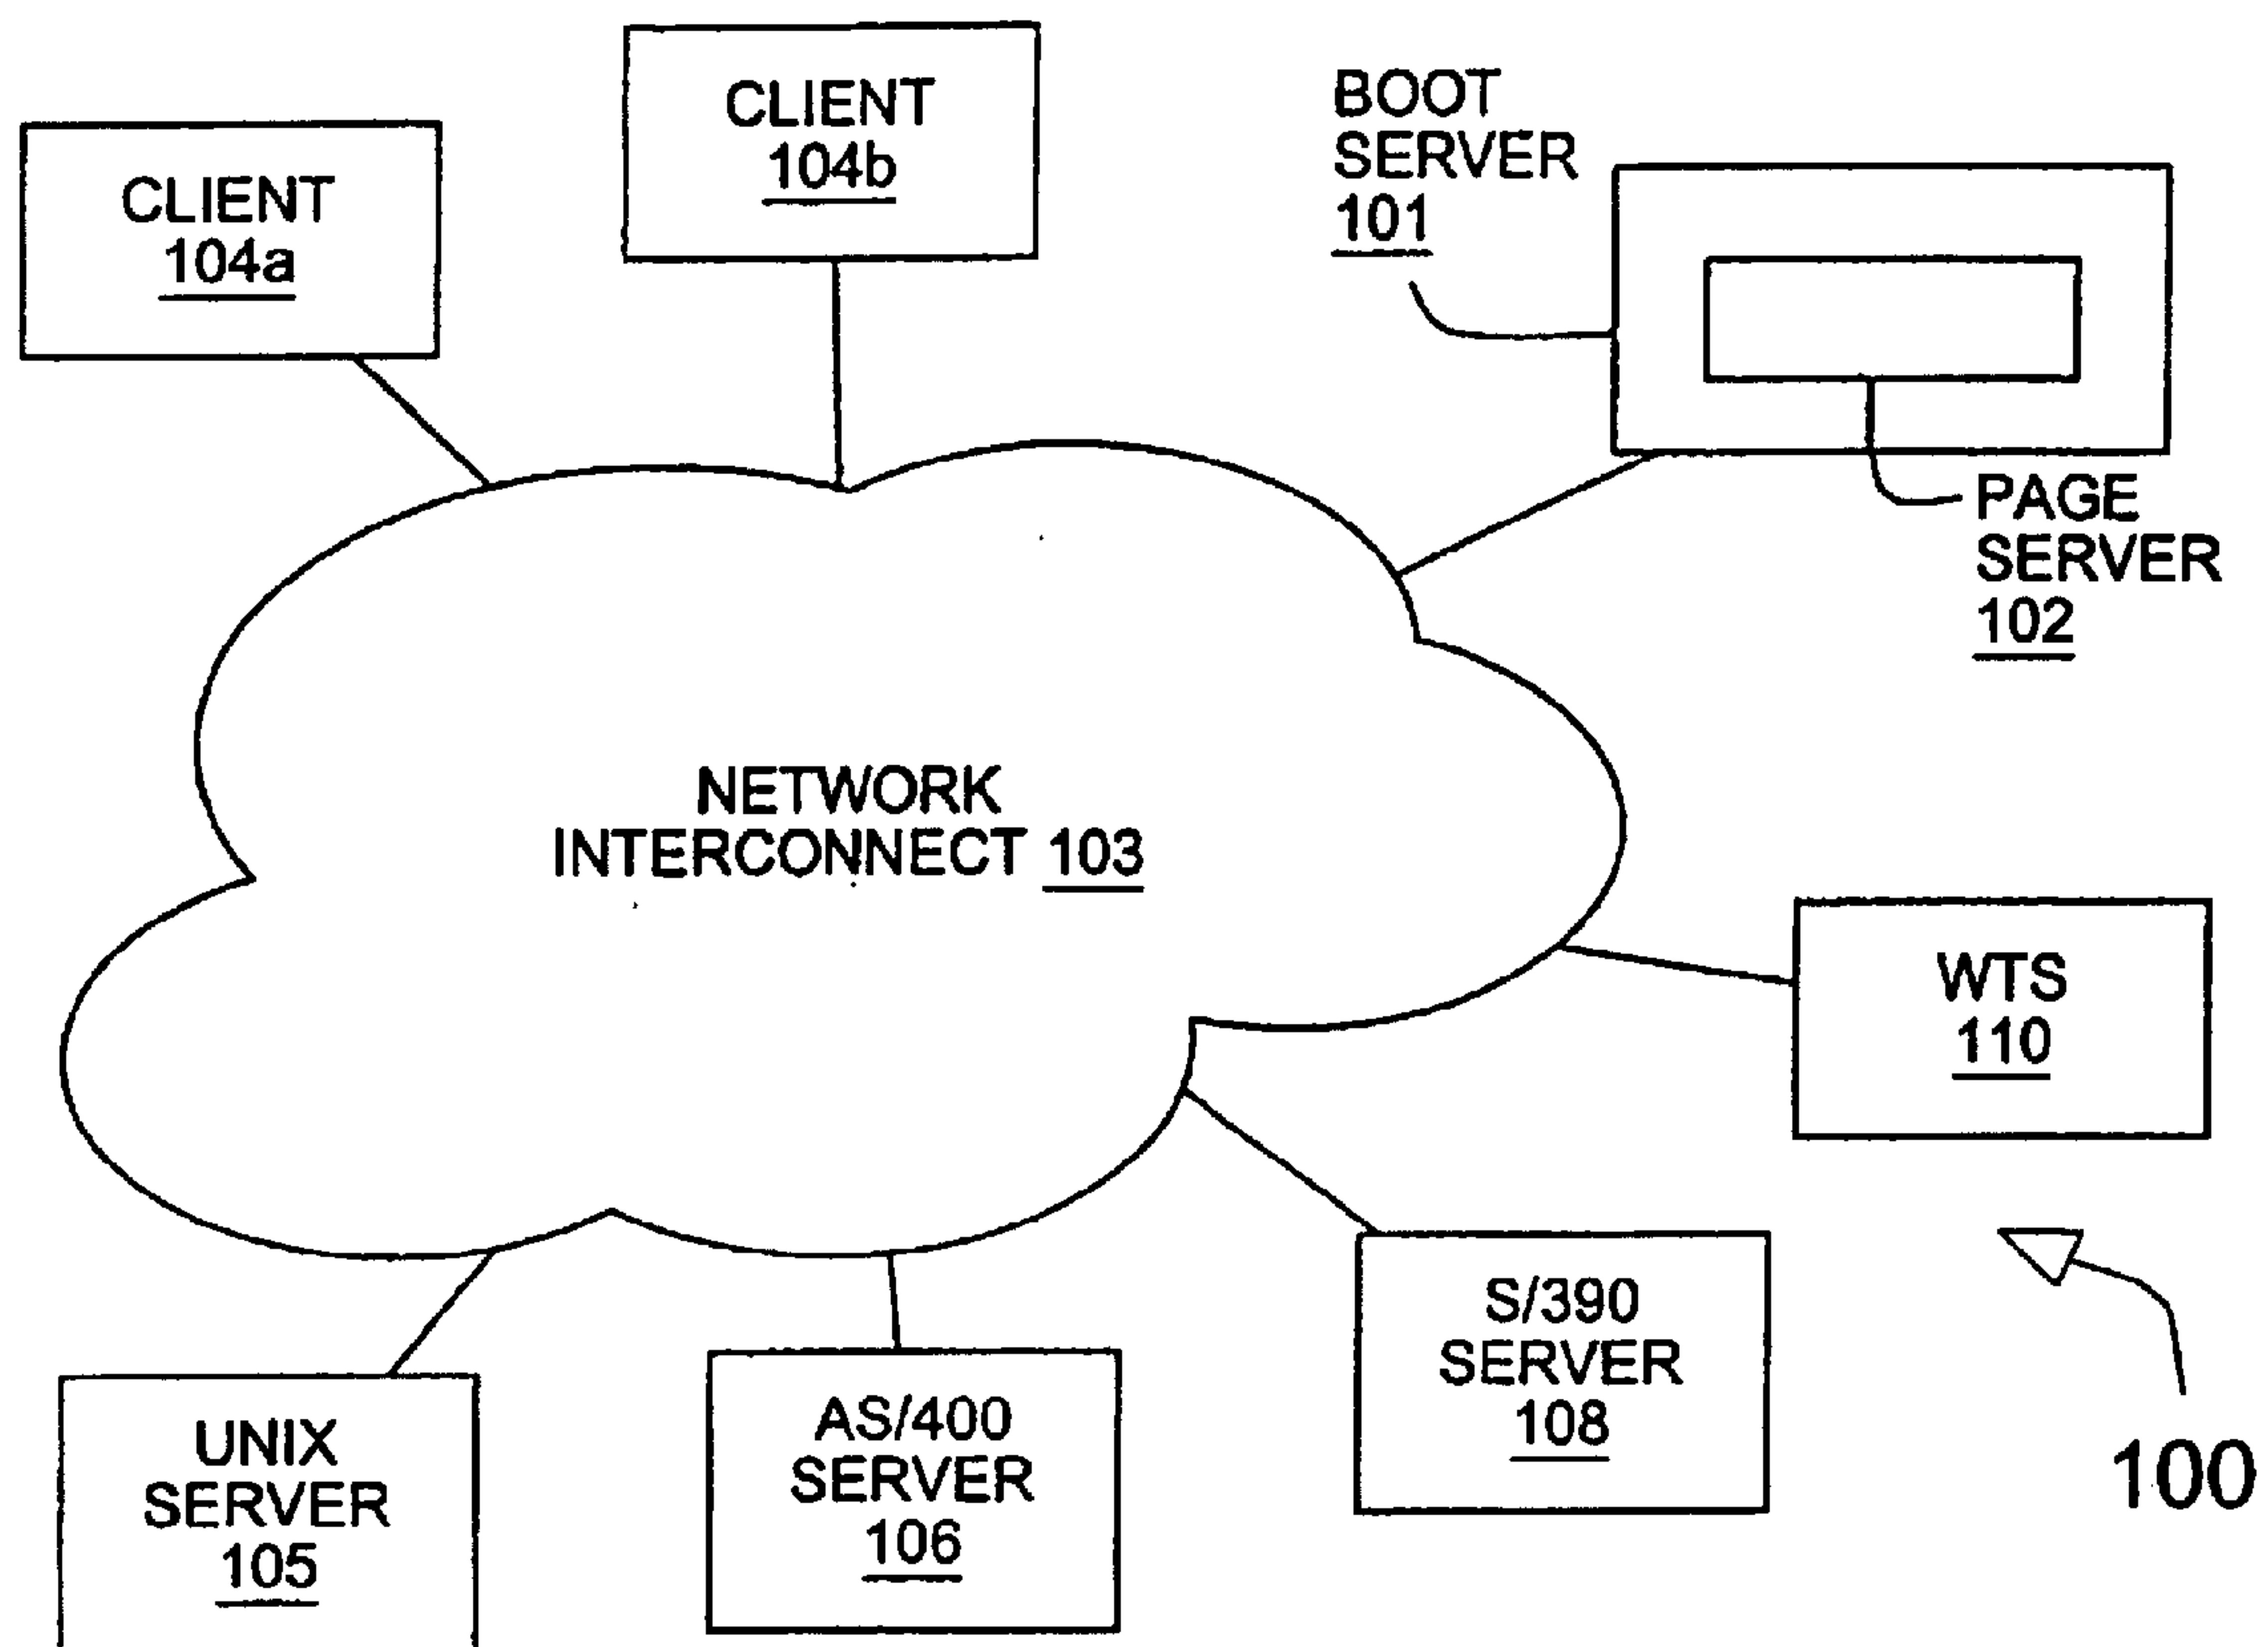 CLIENT
104a
CLIENT
104b
BOOT
SERVER
101
PAGE
SERVER
102
NETWORK
INTERCONNECT 103
WTS
110
S/390
SERVER
108
AS/400
SERVER
106
UNIX
SERVER
105
100